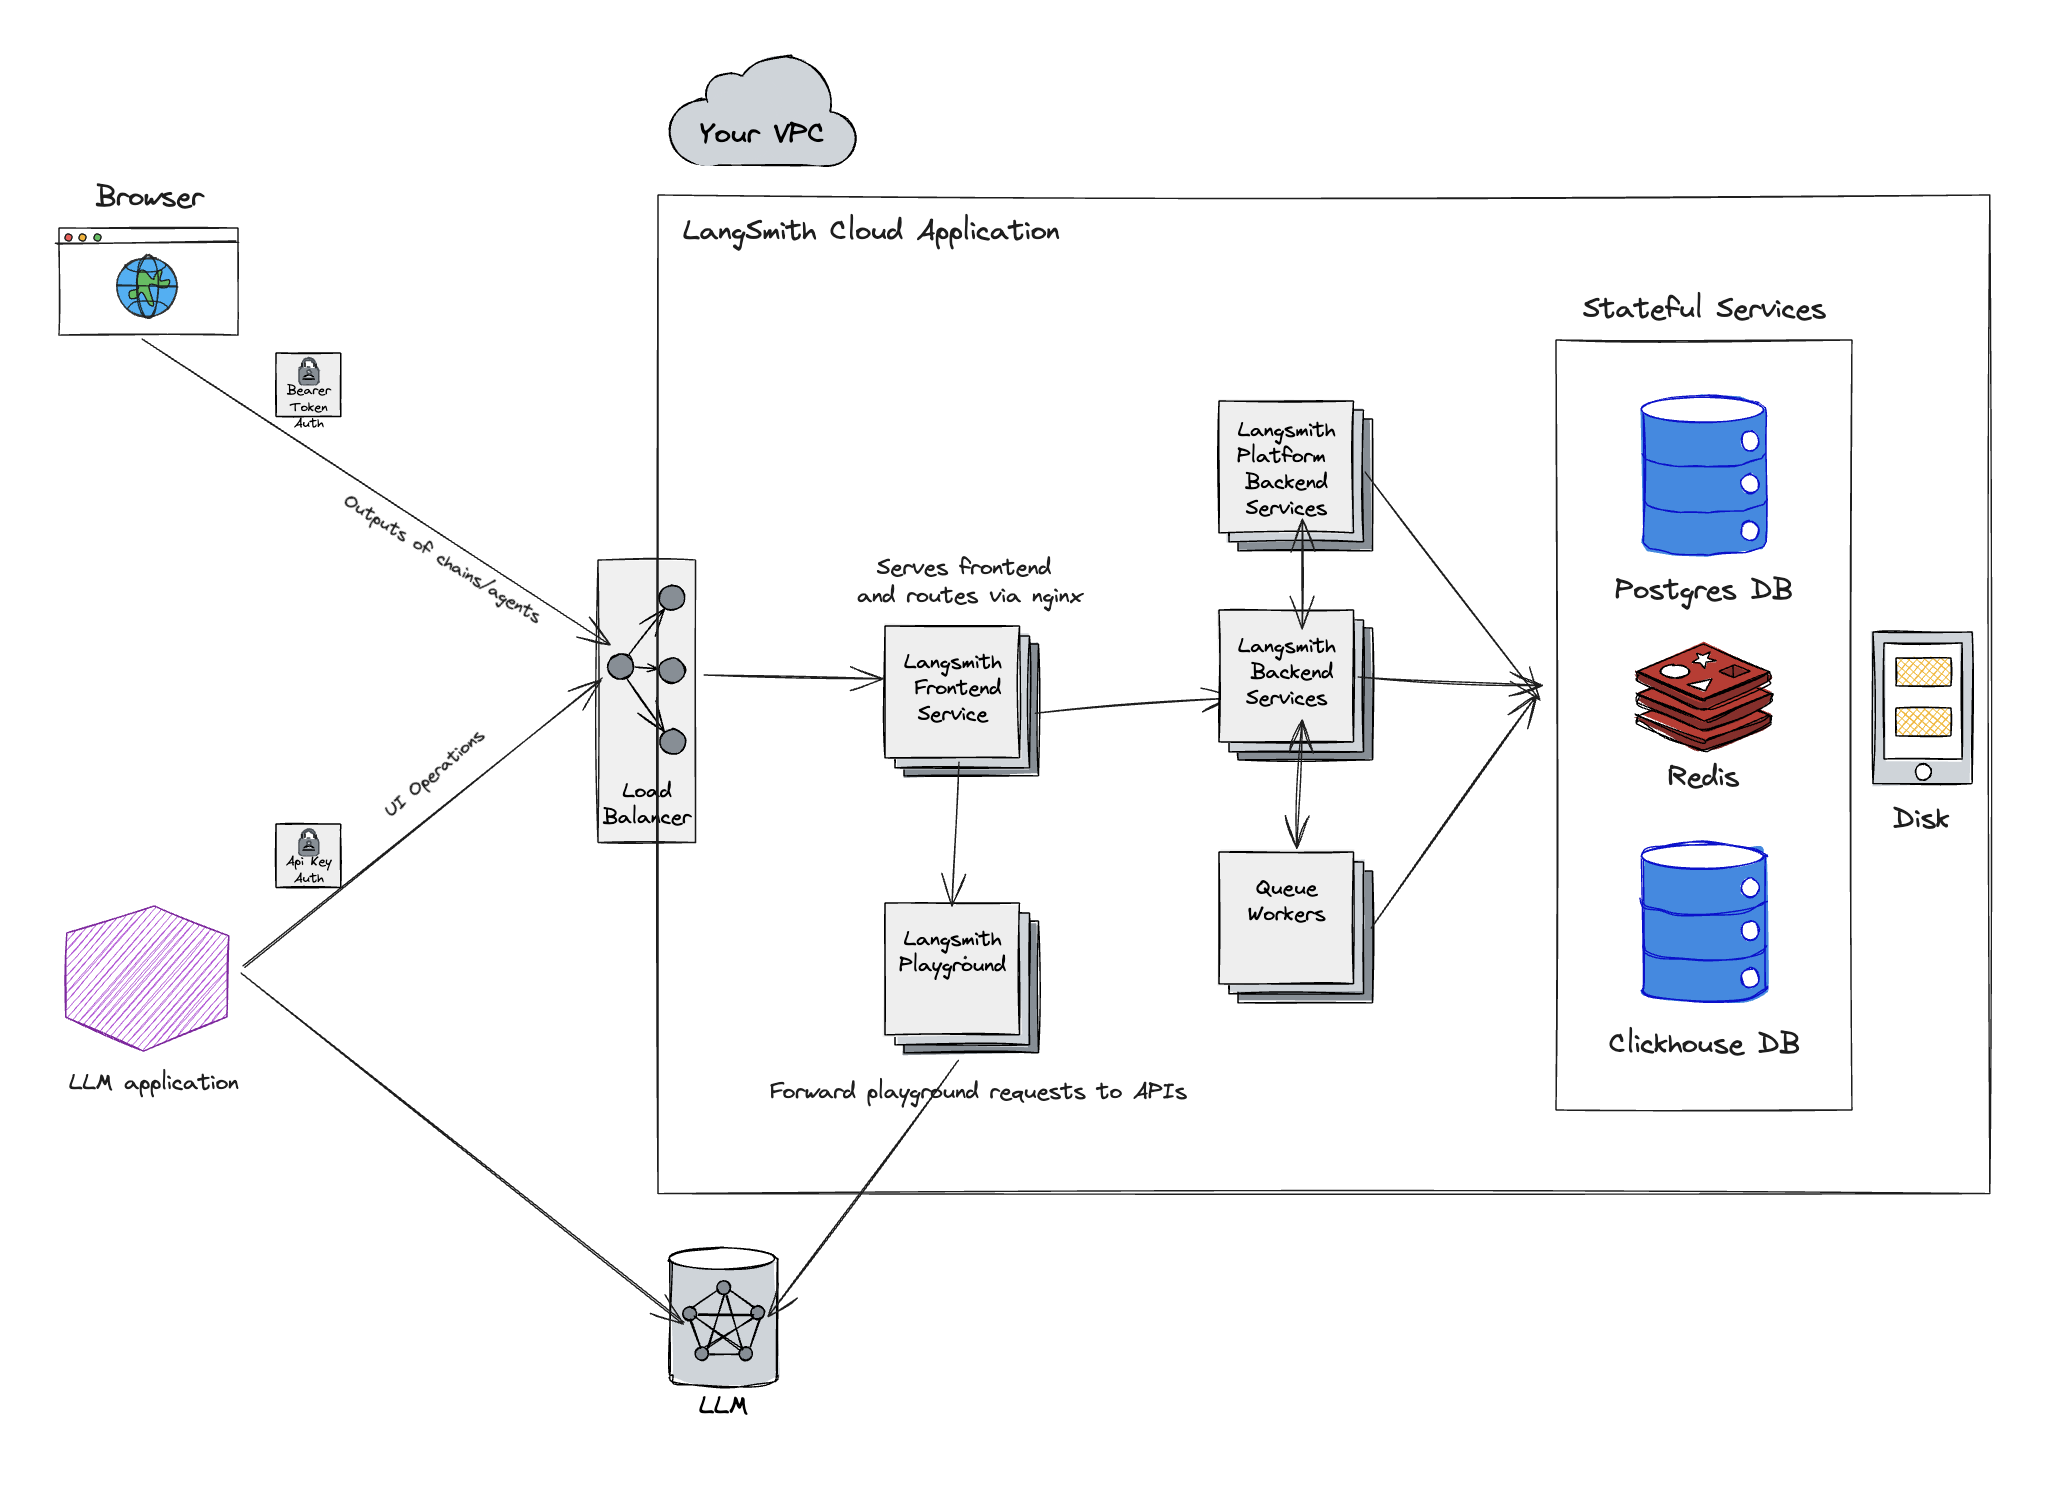 Your VPC
Browser
LangSmith Cloud Application
Bearer
Token
Auth
Outputs of chains/agents
Stateful Services
Langsmith
Platform
Backend
Services
Serves frontend
and routes via nginx
Postgres DB
Langsmith
Frontend
Service
Langsmith
Backend
Services
UI Operations
Load
Balancer
Redis
Disk
Api Key
Auth
Queue
Workers
Langsmith
Playground
Clickhouse DB
LLM application
Forward playground requests to APIs
LLM